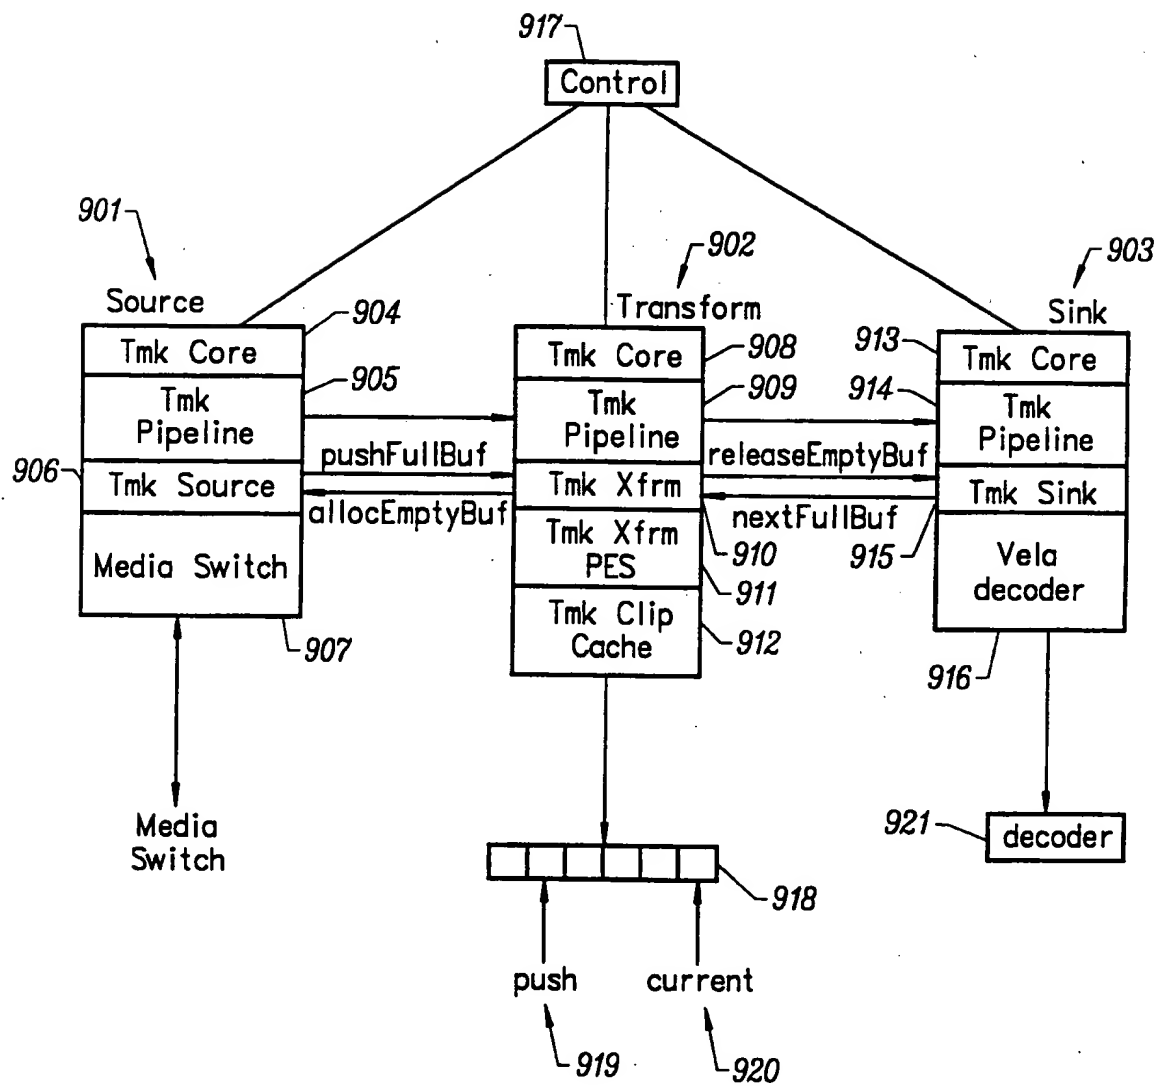 917
Control
901
902
903
Source
904
Transform
Sink
Tmk Core
Tmk Core
908
913
Tmk Core
905
909
914
Tmk
Pipeline
Tmk
Pipeline
Tmk
Pipeline
906
pushFullBuf
releaseEmptyBuf
Tmk Source
Tmk Xfrm
Tmk Sink
allocEmptyBuf
nextFullBuf
910
915
Media Switch
Tmk Xfrm
PES
911
Vela
decoder
907
Tmk Clip
Cache
912
916
Media
Switch
921
decoder
918
push
current
919
920